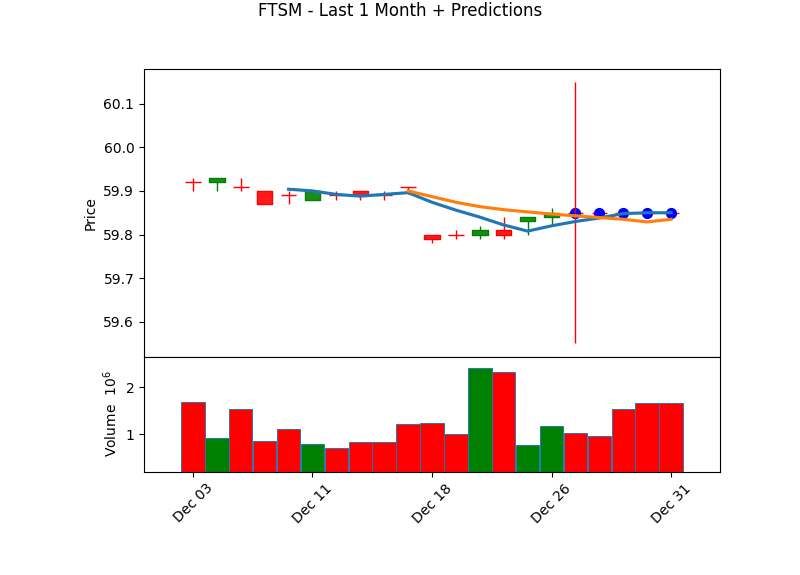 FTSM - Last 1 Month + Predictions
60.1
60.0
59.9
59.8
59.7
59.6
Price
2
1
Volume 10^6
Dec 03
Dec 11
Dec 18
Dec 26
Dec 31